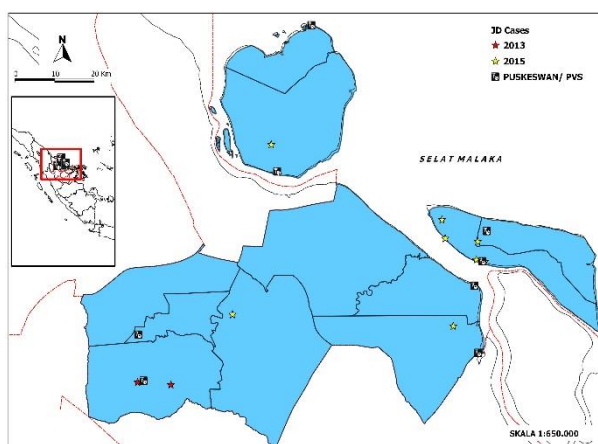 N
0 10 20 Km
JD Cases
2013
2015
PUSKESWAN/ PVS
SELAT MALAKA
SKALA 1:650.000